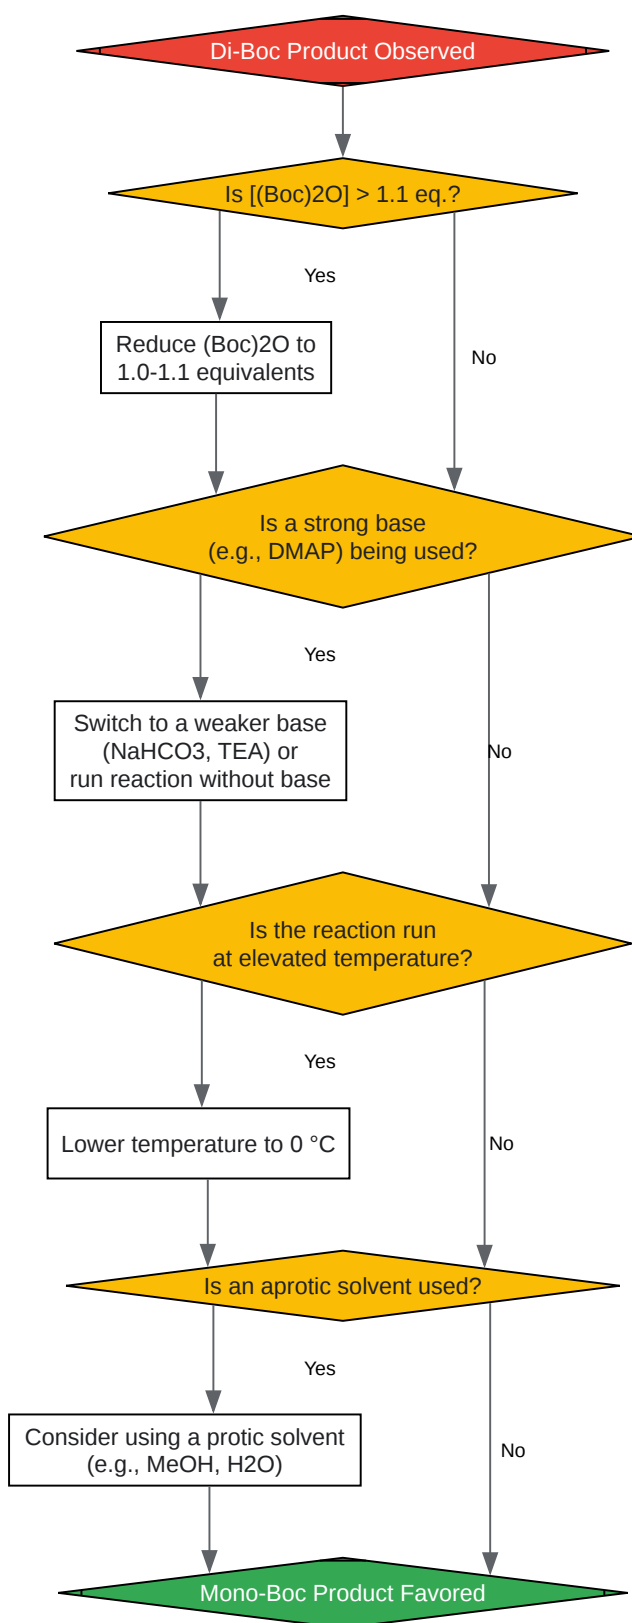 Di-Boc Product Observed
Is [(Boc)2O] > 1.1 eq.?
Yes
Reduce (Boc)2O to
1.0-1.1 equivalents
No
Is a strong base
(e.g., DMAP) being used?
Yes
Switch to a weaker base
(NaHCO3, TEA) or
run reaction without base
No
Is the reaction run
at elevated temperature?
Yes
Lower temperature to 0 °C
No
Is an aprotic solvent used?
Yes
Consider using a protic solvent
(e.g., MeOH, H2O)
No
Mono-Boc Product Favored